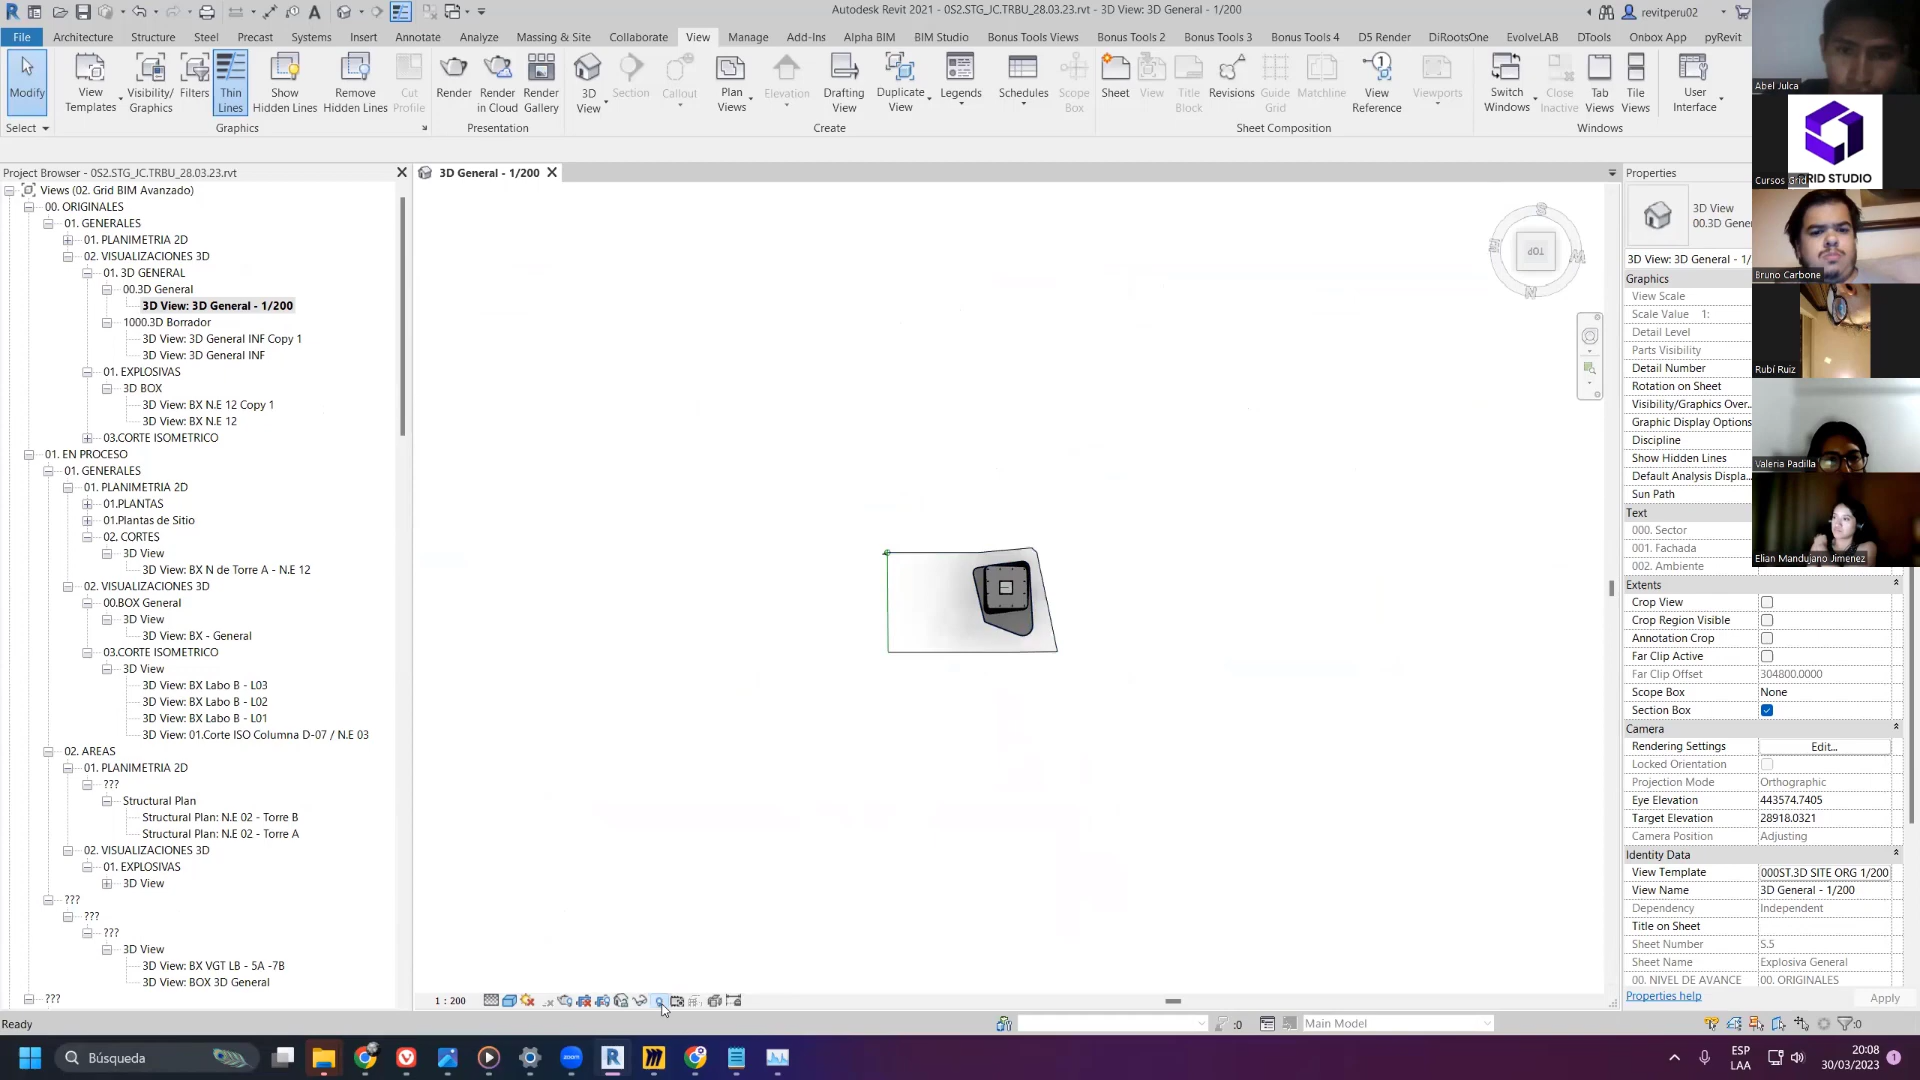 Autodesk Revit 2021 - 0S2.STG_JC.TRBU_28.03.23.rvt - 3D View: 3D General - 1/200
revitperu02
File Architecture Structure Steel Precast Systems Insert Annotate Analyze Massing & Site Collaborate View Manage Add-Ins Alpha BIM BIM Studio Bonus Tools Views Bonus Tools 2 Bonus Tools 3 Bonus Tools 4 D5 Render DiRootsOne EvolveLAB DTools Onbox App pyRevit
Modify
View Templates
Visibility/ Graphics
Filters
Thin Lines
Show Hidden Lines
Remove Hidden Lines
Cut Profile
Render
Render in Cloud
Render Gallery
3D View
Section
Callout
Plan Views
Elevation
Drafting View
Duplicate View
Legends
Schedules
Scope Box
Sheet
View
Title Block
Revisions
Guide Grid
Matchline
View Reference
Viewports
Switch Windows
Close Inactive
Tab Views
Tile Views
User Interface
Select Graphics Presentation Create Sheet Composition Windows
Project Browser - 0S2.STG_JC.TRBU_28.03.23.rvt
Views (02. Grid BIM Avanzado)
00. ORIGINALES
01. GENERALES
01. PLANIMETRIA 2D
02. VISUALIZACIONES 3D
01. 3D GENERAL
00.3D General
3D View: 3D General - 1/200
1000.3D Borrador
3D View: 3D General INF Copy 1
3D View: 3D General INF
01. EXPLOSIVAS
3D BOX
3D View: BX N.E 12 Copy 1
3D View: BX N.E 12
03.CORTE ISOMETRICO
01. EN PROCESO
01. GENERALES
01. PLANIMETRIA 2D
01.PLANTAS
01.Plantas de Sitio
02. CORTES
3D View
3D View: BX N de Torre A - N.E 12
02. VISUALIZACIONES 3D
00.BOX General
3D View
3D View: BX - General
03.CORTE ISOMETRICO
3D View
3D View: BX Labo B - L03
3D View: BX Labo B - L02
3D View: BX Labo B - L01
3D View: 01.Corte ISO Columna D-07 / N.E 03
02. AREAS
01. PLANIMETRIA 2D
???
Structural Plan
Structural Plan: N.E 02 - Torre B
Structural Plan: N.E 02 - Torre A
02. VISUALIZACIONES 3D
01. EXPLOSIVAS
3D View
???
???
???
3D View
3D View: BX VGT LB - 5A -7B
3D View: BOX 3D General
???
3D General - 1/200
S
TOP
N
1 : 200
Properties
3D View
00.3D Gene
3D View: 3D General - 1/
Graphics
View Scale
Scale Value 1:
Detail Level
Parts Visibility
Detail Number
Rotation on Sheet
Visibility/Graphics Over...
Graphic Display Options
Discipline
Show Hidden Lines
Default Analysis Displa...
Sun Path
Text
000. Sector
001. Fachada
002. Ambiente
Extents
Crop View
Crop Region Visible
Annotation Crop
Far Clip Active
Far Clip Offset 304800.0000
Scope Box None
Section Box
Camera
Rendering Settings Edit...
Locked Orientation
Projection Mode Orthographic
Eye Elevation 443574.7405
Target Elevation 28918.0321
Camera Position Adjusting
Identity Data
View Template 000ST.3D SITE ORG 1/200
View Name 3D General - 1/200
Dependency Independent
Title on Sheet
Sheet Number S.5
Sheet Name Explosiva General
00. NIVEL DE AVANCE 00. ORIGINALES
Properties help Apply
Abel Julca
GRID STUDIO
Cursos Grid
Bruno Carbone
Rubí Ruiz
Valeria Padilla
Elian Mandujano Jimenez
Ready
:0
Main Model
:0
Búsqueda
ESP
LAA
20:08
30/03/2023
1